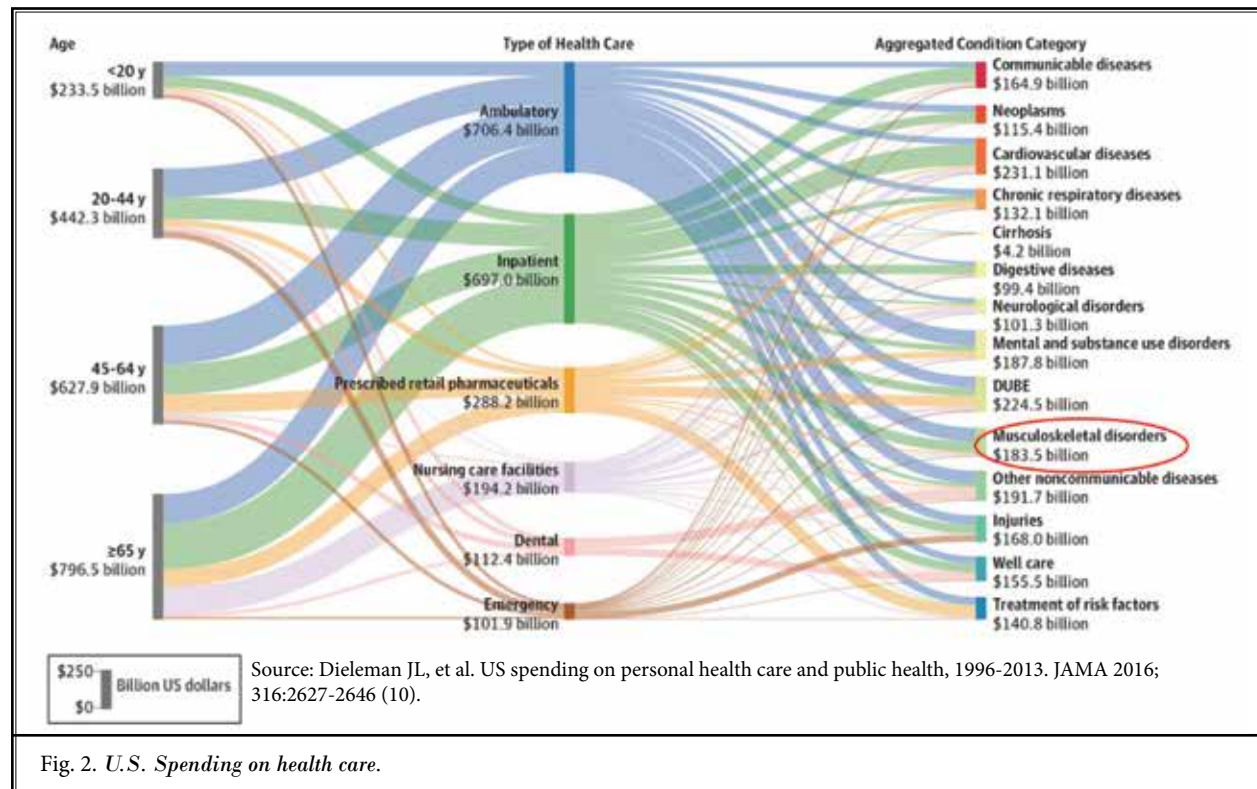 Age
Type of Health Care
Aggregated Condition Category
<20 y
$233.5 billion
20-44 y
$442.3 billion
45-64 y
$627.9 billion
≥65 y
$796.5 billion
Ambulatory
$706.4 billion
Inpatient
$697.0 billion
Prescribed retail pharmaceuticals
$288.2 billion
Nursing care facilities
$194.2 billion
Dental
$112.4 billion
Emergency
$101.9 billion
Communicable diseases
$164.9 billion
Neoplasms
$115.4 billion
Cardiovascular diseases
$231.1 billion
Chronic respiratory diseases
$132.1 billion
Cirrhosis
$4.2 billion
Digestive diseases
$99.4 billion
Neurological disorders
$101.3 billion
Mental and substance use disorders
$187.8 billion
DUBE
$224.5 billion
Musculoskeletal disorders
$183.5 billion
Other noncommunicable diseases
$191.7 billion
Injuries
$168.0 billion
Well care
$155.5 billion
Treatment of risk factors
$140.8 billion
$250
Billion US dollars
$0
Source: Dieleman JL, et al. US spending on personal health care and public health, 1996-2013. JAMA 2016;
316:2627-2646 (10).
Fig. 2. U.S. Spending on health care.